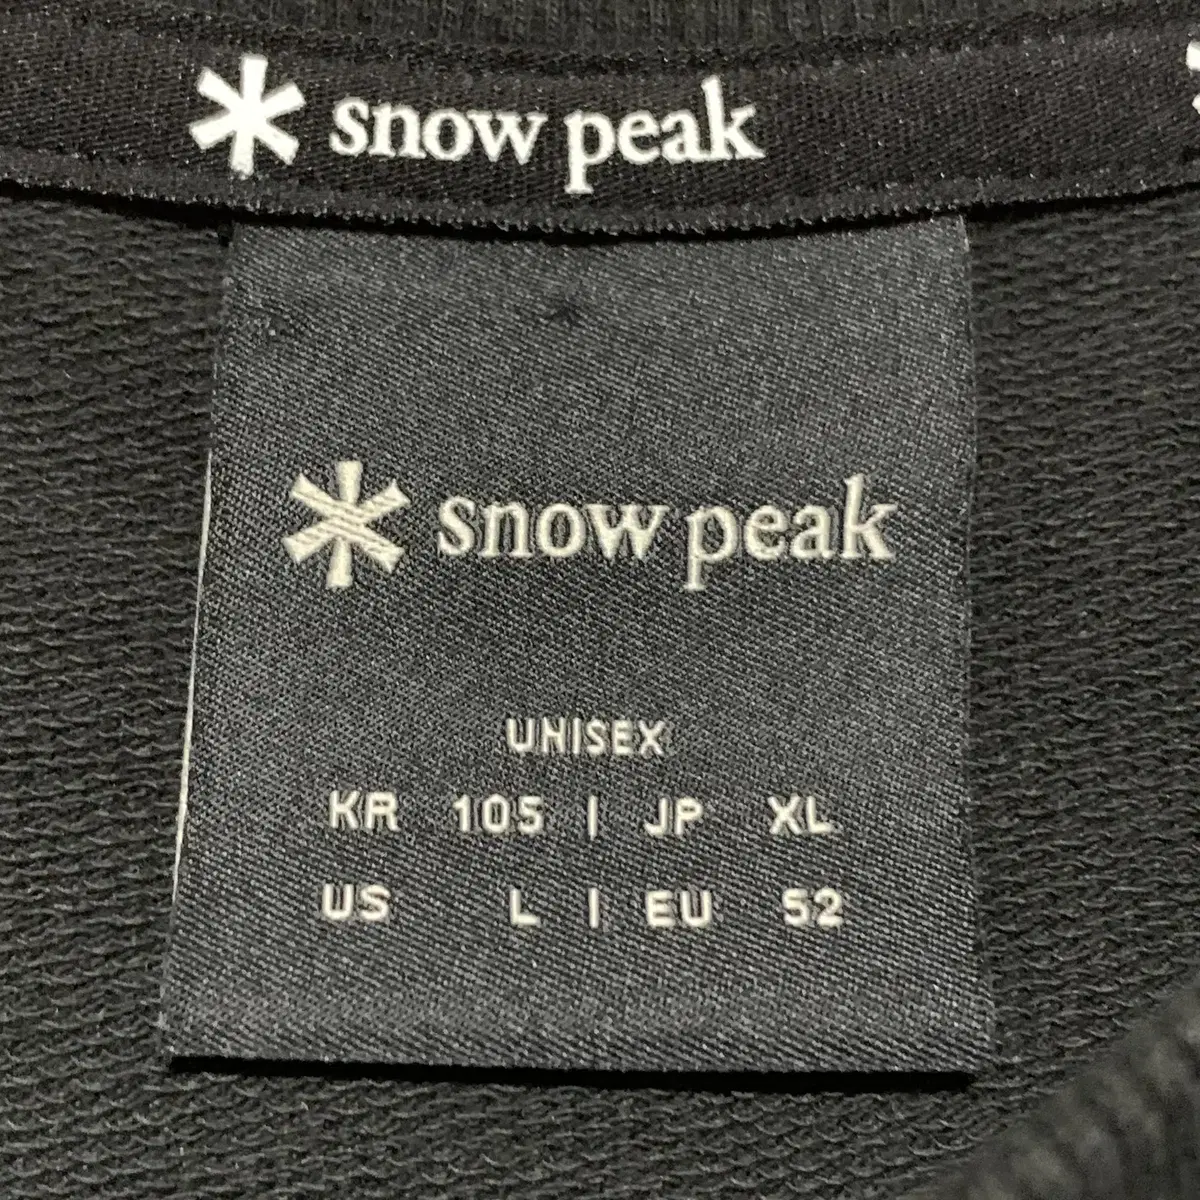 snow peak
snow peak
UNISEX
KR 105 | JP XL
US L | EU 52